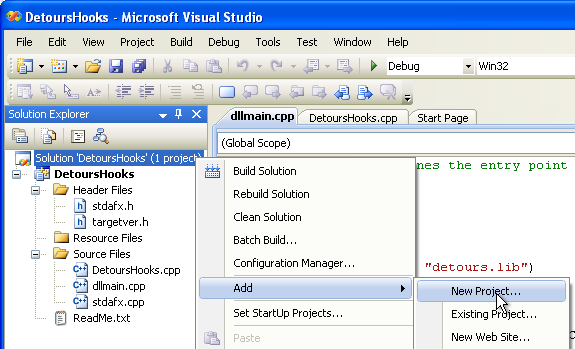 DetoursHooks - Microsoft Visual Studio
File Edit View Project Build Debug Tools Test Window Help
Debug Win32
Solution Explorer
dllmain.cpp DetoursHooks.cpp Start Page
(Global Scope)
Solution 'DetoursHooks' (1 project)
DetoursHooks
Header Files
stdafx.h
targetver.h
Resource Files
Source Files
DetoursHooks.cpp
dllmain.cpp
stdafx.cpp
ReadMe.txt
nes the entry point
"detours.lib")
Build Solution
Rebuild Solution
Clean Solution
Batch Build...
Configuration Manager...
Add
Set StartUp Projects...
Paste
New Project...
Existing Project...
New Web Site...